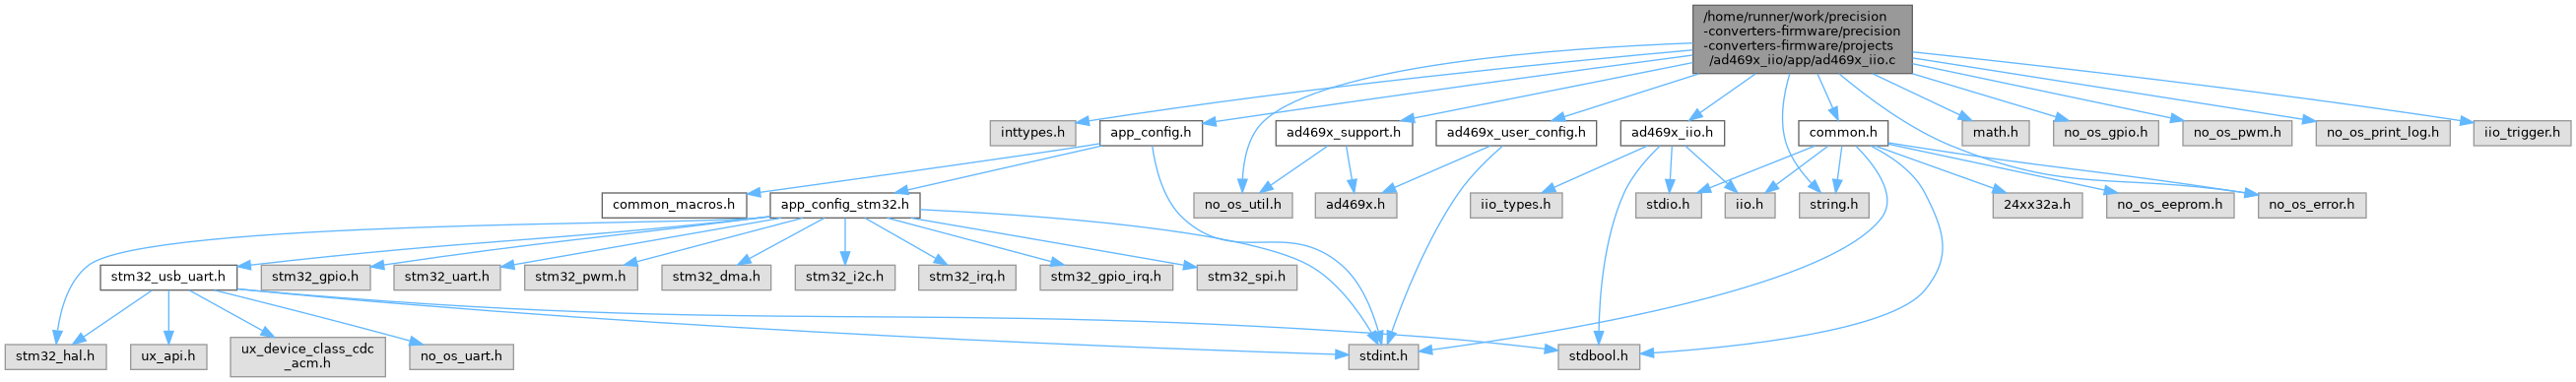 /home/runner/work/precision
-converters-firmware/precision
-converters-firmware/projects
/ad469x_iio/app/ad469x_iio.c
inttypes.h
app_config.h
ad469x_support.h
ad469x_user_config.h
ad469x_iio.h
common.h
math.h
no_os_gpio.h
no_os_pwm.h
no_os_print_log.h
iio_trigger.h
common_macros.h
app_config_stm32.h
no_os_util.h
ad469x.h
iio_types.h
stdio.h
iio.h
string.h
24xx32a.h
no_os_eeprom.h
no_os_error.h
stm32_usb_uart.h
stm32_gpio.h
stm32_uart.h
stm32_pwm.h
stm32_dma.h
stm32_i2c.h
stm32_irq.h
stm32_gpio_irq.h
stm32_spi.h
stm32_hal.h
ux_api.h
ux_device_class_cdc
_acm.h
no_os_uart.h
stdint.h
stdbool.h